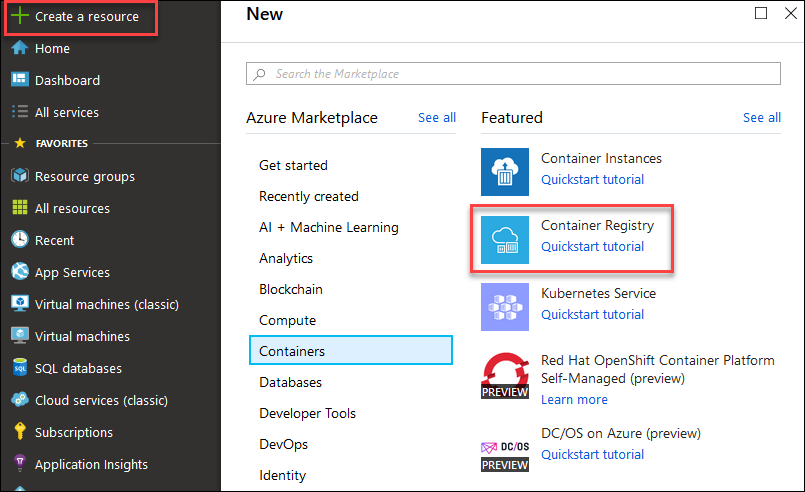 Create a resource
Home
Dashboard
All services
FAVORITES
Resource groups
All resources
Recent
App Services
Virtual machines (classic)
Virtual machines
SQL
SQL databases
Cloud services (classic)
Subscriptions
Application Insights
New
Search the Marketplace
Azure Marketplace
See all
Get started
Recently created
AI + Machine Learning
Analytics
Blockchain
Compute
Containers
Databases
Developer Tools
DevOps
Identity
Featured
See all
Container Instances
Quickstart tutorial
Container Registry
Quickstart tutorial
Kubernetes Service
Quickstart tutorial
PREVIEW
Red Hat OpenShift Container Platform
Self-Managed (preview)
Learn more
DC/OS
PREVIEW
DC/OS on Azure (preview)
Quickstart tutorial